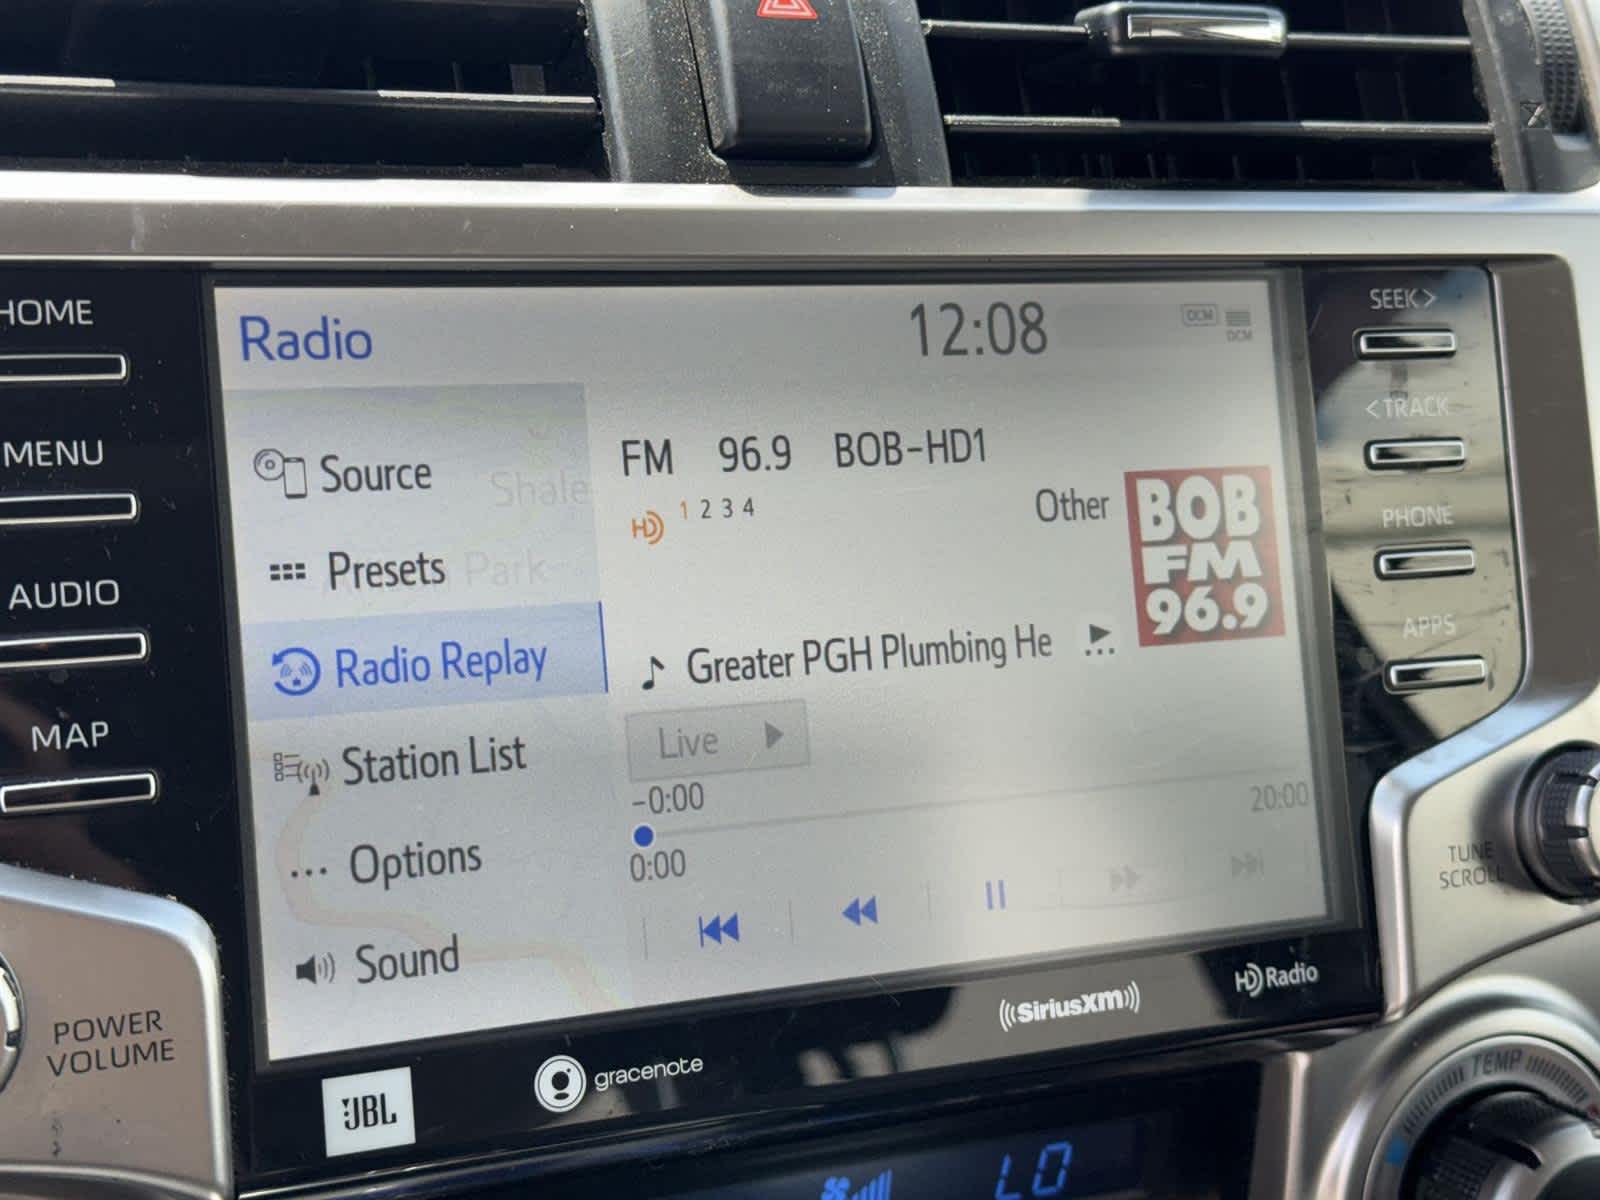 HOME
MENU
AUDIO
MAP
POWER
VOLUME
Radio
12:08
DCM
DCM
Source
Shale
Presets
Park
Radio Replay
Station List
Options
Sound
FM 96.9 BOB-HD1
HD 1 2 3 4
Other
BOB
FM
96.9
Greater PGH Plumbing He
Live
-0:00
20:00
0:00
SEEK>
<TRACK
PHONE
APPS
TUNE
SCROLL
JBL
gracenote
((SiriusXM))
HD Radio
TEMP
LO